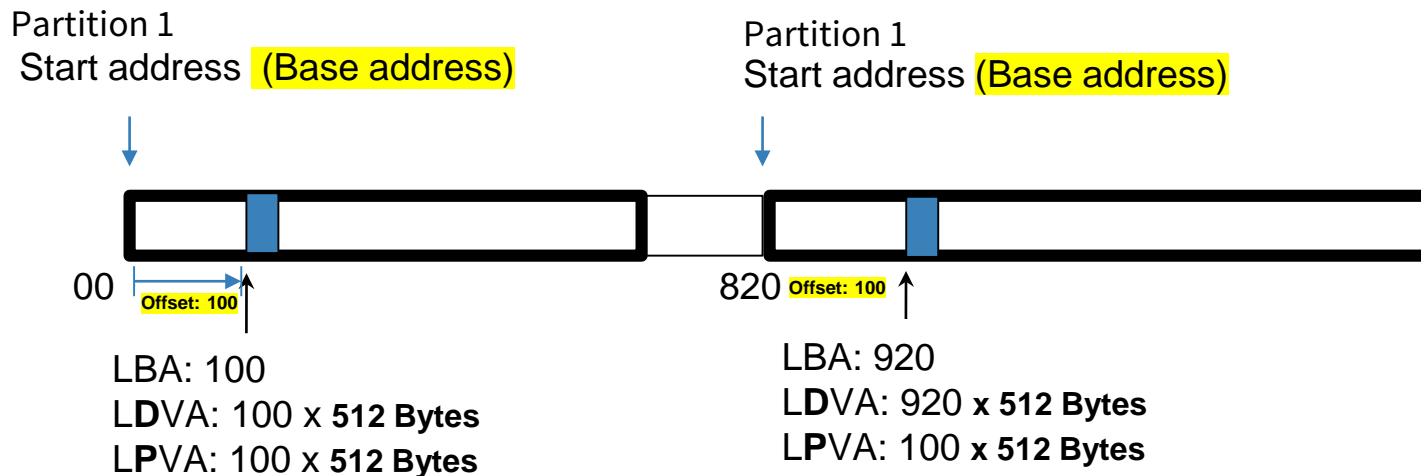 Partition 1
Start address (Base address)
Partition 1
Start address (Base address)
00
Offset: 100
820
Offset: 100
LBA: 100
LDVA: 100 x 512 Bytes
LPVA: 100 x 512 Bytes
LBA: 920
LDVA: 920 x 512 Bytes
LPVA: 100 x 512 Bytes